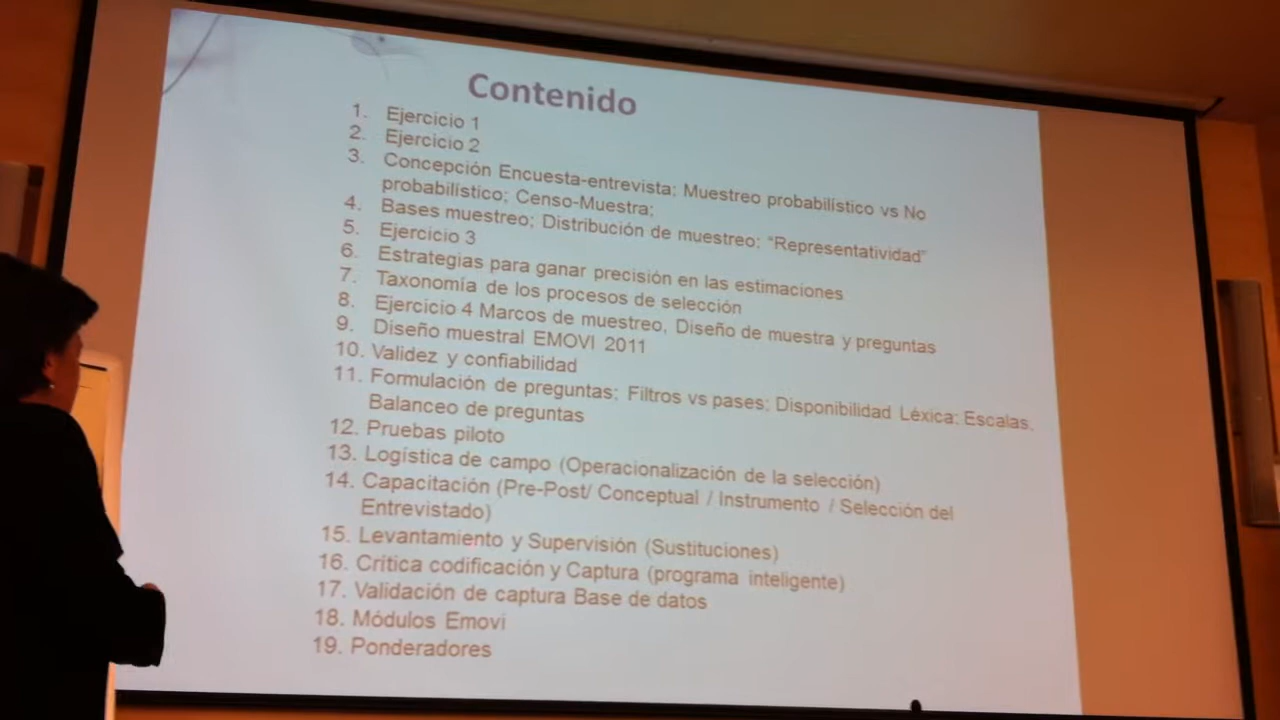 Contenido
1. Ejercicio 1
2. Ejercicio 2
3. Concepción Encuesta-entrevista; Muestreo probabilístico vs No
probabilístico; Censo-Muestra;
4. Bases muestreo; Distribución de muestreo; “Representatividad”
5. Ejercicio 3
6. Estrategias para ganar precisión en las estimaciones
7. Taxonomía de los procesos de selección
8. Ejercicio 4 Marcos de muestreo, Diseño de muestra y preguntas
9. Diseño muestral EMOVI 2011
10. Validez y confiabilidad
11. Formulación de preguntas; Filtros vs pases; Disponibilidad Léxica; Escalas,
Balanceo de preguntas
12. Pruebas piloto
13. Logística de campo (Operacionalización de la selección)
14. Capacitación (Pre-Post/ Conceptual / Instrumento / Selección del
Entrevistado)
15. Levantamiento y Supervisión (Sustituciones)
16. Crítica codificación y Captura (programa inteligente)
17. Validación de captura Base de datos
18. Módulos Emovi
19. Ponderadores